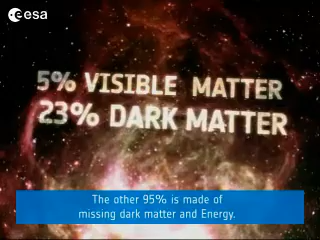 esa
5% VISIBLE MATTER
23% DARK MATTER
The other 95% is made of
missing dark matter and Energy.